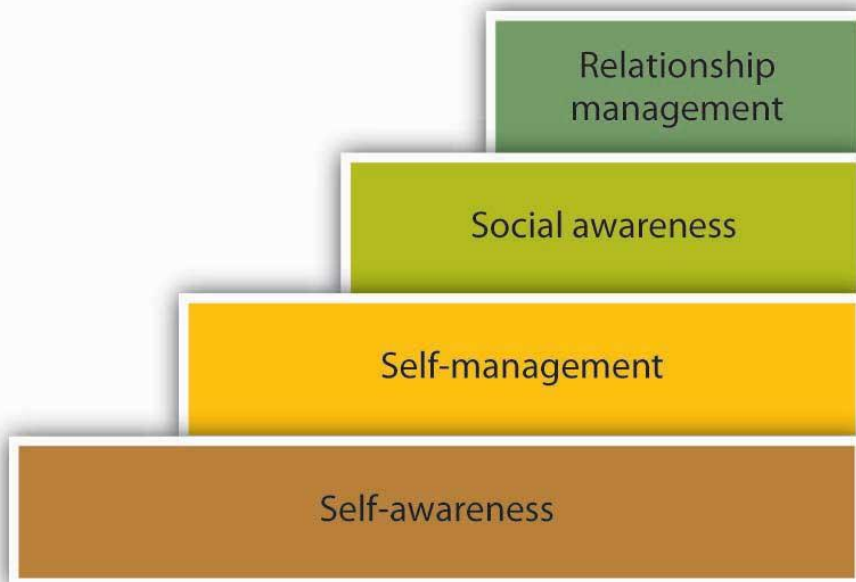 Relationship
management
Social awareness
Self-management
Self-awareness